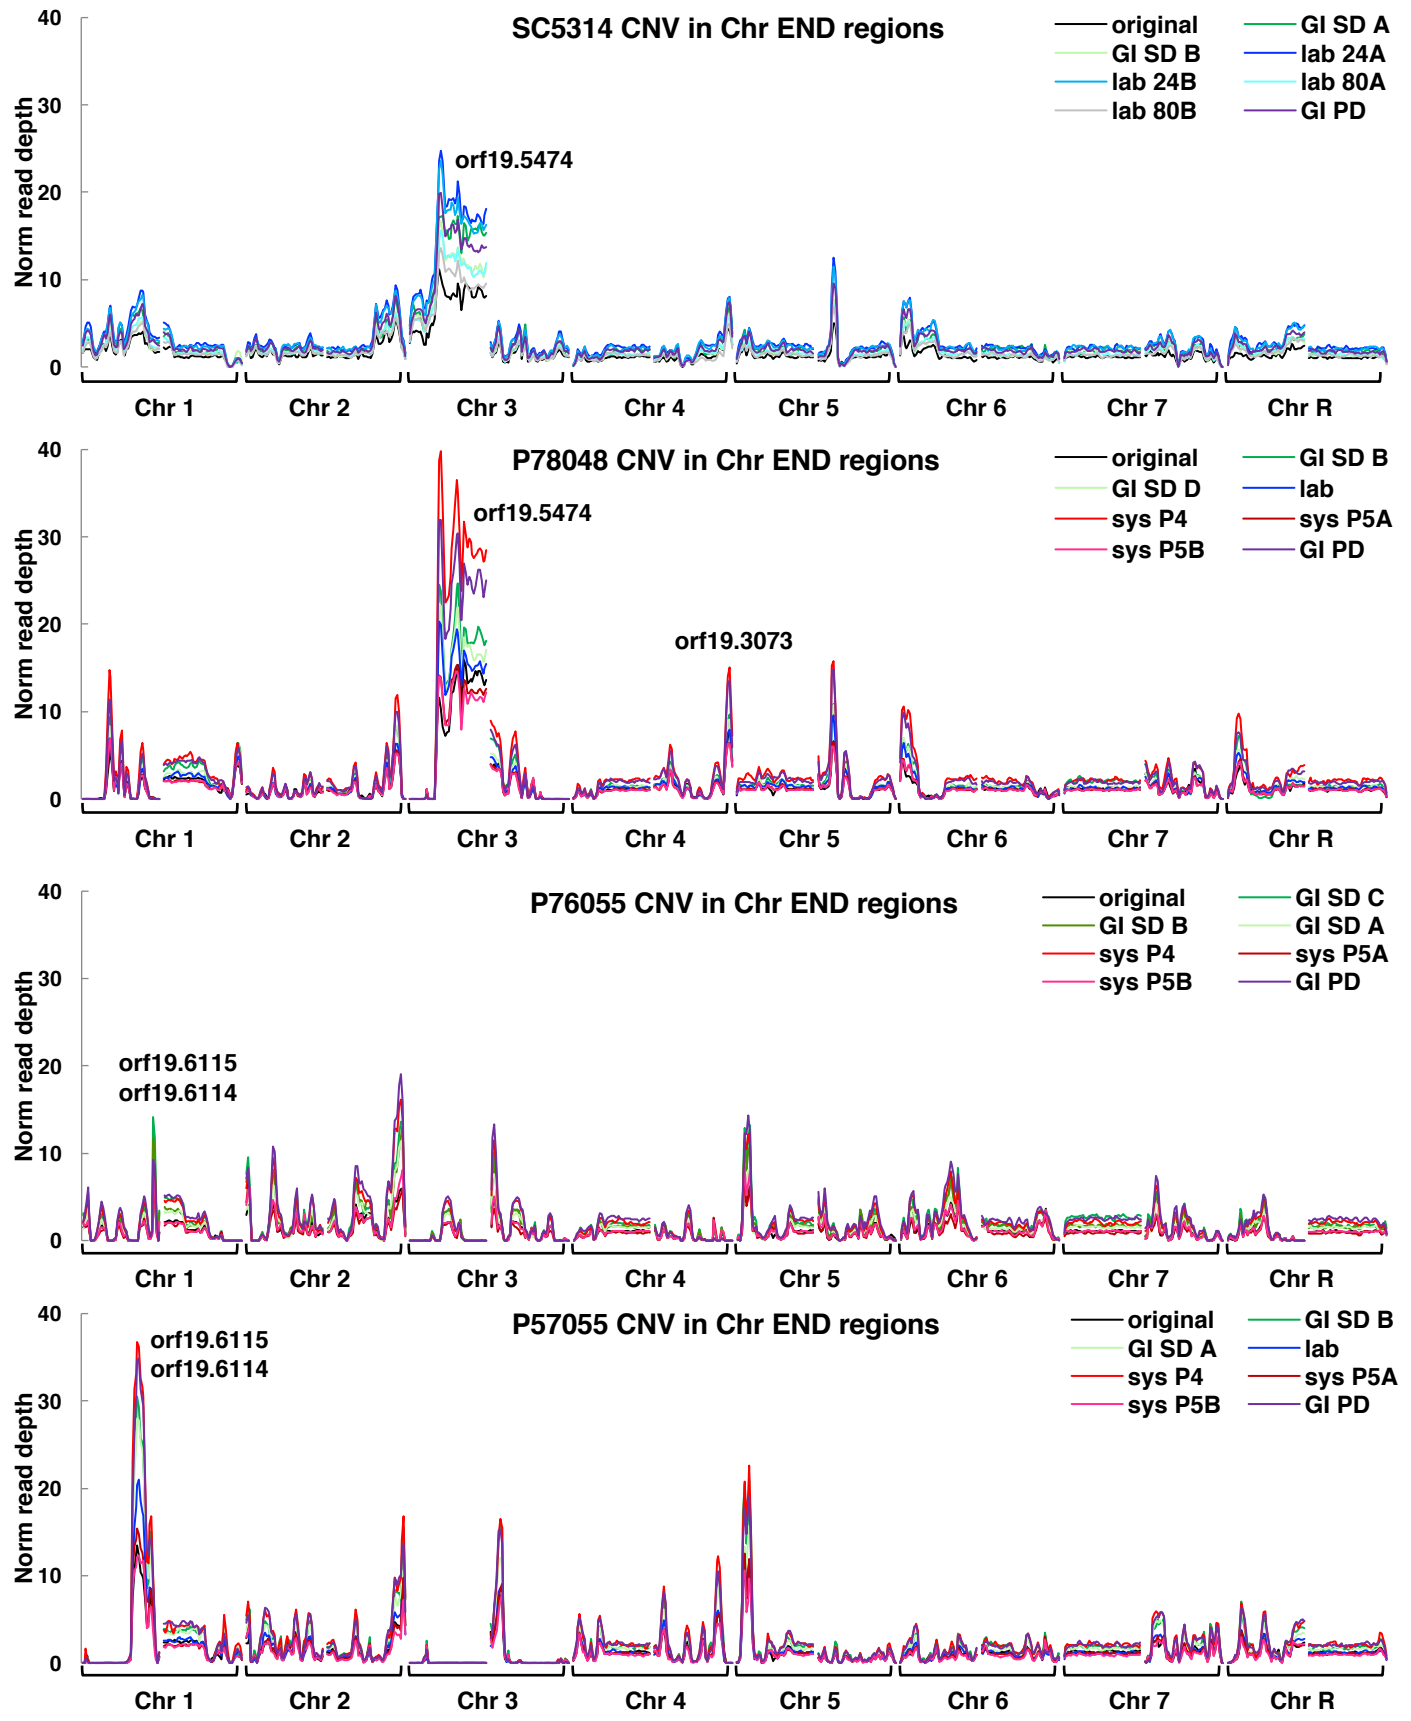 SC5314 CNV in Chr END regions
original GI SD A
GI SD B lab 24A
lab 24B lab 80A
lab 80B GI PD
Norm read depth
40
30
20
10
0
orf19.5474
Chr 1 Chr 2 Chr 3 Chr 4 Chr 5 Chr 6 Chr 7 Chr R
P78048 CNV in Chr END regions
original GI SD B
GI SD D lab
sys P4 sys P5A
sys P5B GI PD
Norm read depth
40
30
20
10
0
orf19.5474
orf19.3073
Chr 1 Chr 2 Chr 3 Chr 4 Chr 5 Chr 6 Chr 7 Chr R
P76055 CNV in Chr END regions
original GI SD C
GI SD B GI SD A
sys P4 sys P5A
sys P5B GI PD
Norm read depth
40
30
20
10
0
orf19.6115
orf19.6114
Chr 1 Chr 2 Chr 3 Chr 4 Chr 5 Chr 6 Chr 7 Chr R
P57055 CNV in Chr END regions
original GI SD B
GI SD A lab
sys P4 sys P5A
sys P5B GI PD
Norm read depth
40
30
20
10
0
orf19.6115
orf19.6114
Chr 1 Chr 2 Chr 3 Chr 4 Chr 5 Chr 6 Chr 7 Chr R